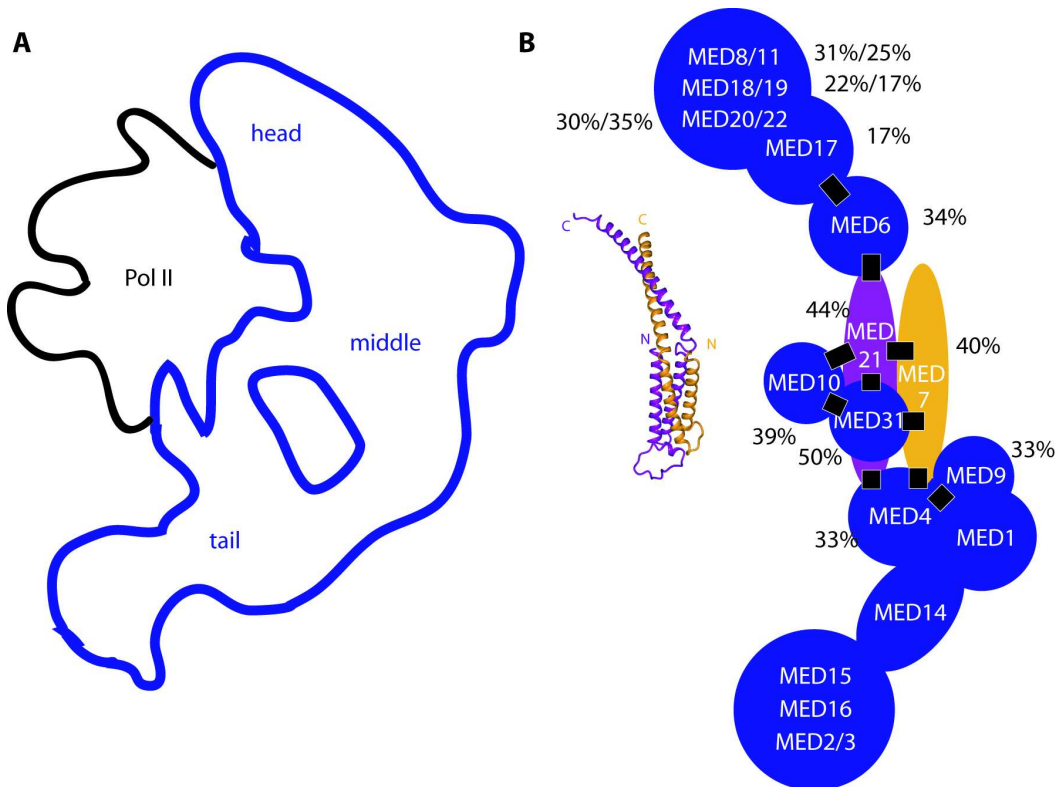 A
head
Pol II
middle
tail
B
MED8/11
MED18/19
MED20/22
31%/25%
22%/17%
30%/35%
MED17
17%
MED6
34%
C
C
N
N
44%
MED
21
MED
7
40%
MED10
MED31
39%
50%
MED9
33%
MED4
33%
MED1
MED14
MED15
MED16
MED2/3